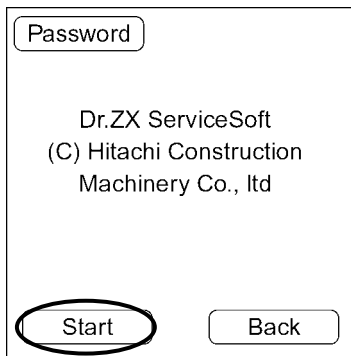 Password
Dr.ZX ServiceSoft
(C) Hitachi Construction
Machinery Co., ltd
Start
Back